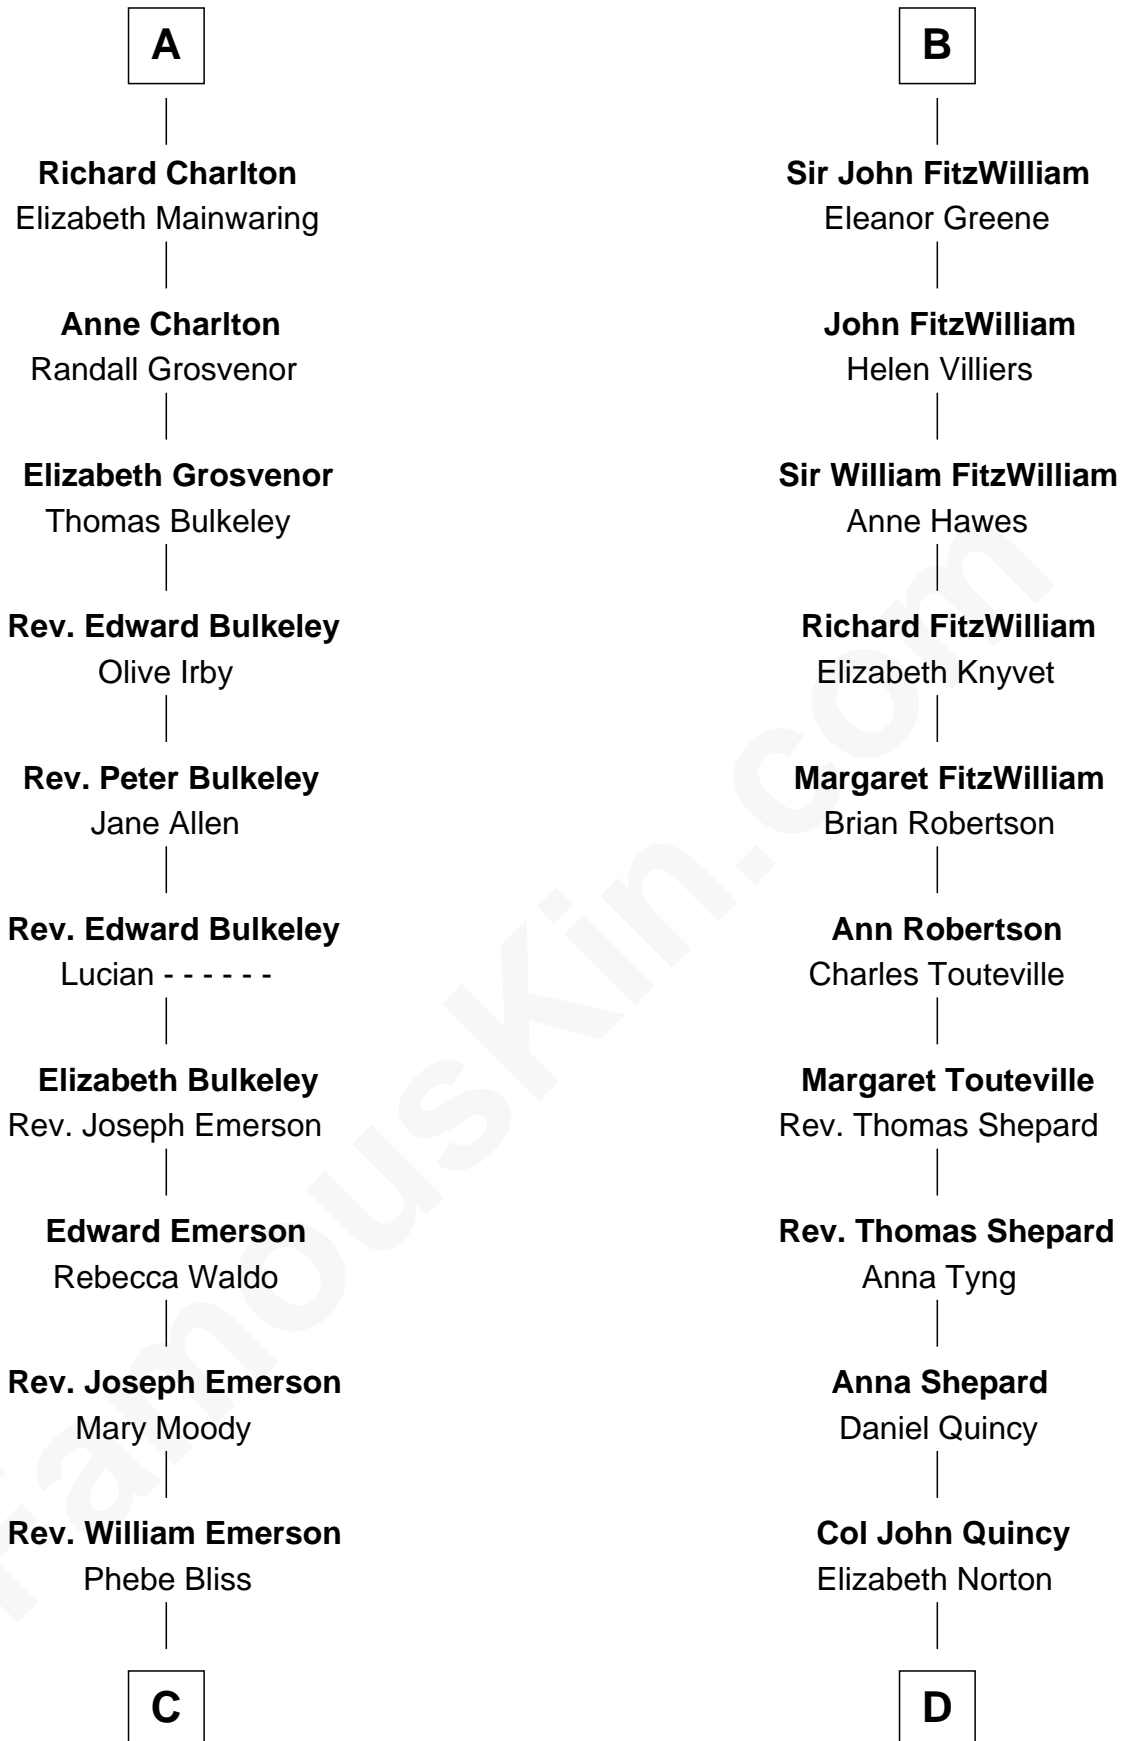 A
Richard Charlton
Elizabeth Mainwaring
Anne Charlton
Randall Grosvenor
Elizabeth Grosvenor
Thomas Bulkeley
Rev. Edward Bulkeley
Olive Irby
Rev. Peter Bulkeley
Jane Allen
Rev. Edward Bulkeley
Lucian - - - - - -
Elizabeth Bulkeley
Rev. Joseph Emerson
Edward Emerson
Rebecca Waldo
Rev. Joseph Emerson
Mary Moody
Rev. William Emerson
Phebe Bliss
C
B
Sir John FitzWilliam
Eleanor Greene
John FitzWilliam
Helen Villiers
Sir William FitzWilliam
Anne Hawes
Richard FitzWilliam
Elizabeth Knyvet
Margaret FitzWilliam
Brian Robertson
Ann Robertson
Charles Touteville
Margaret Touteville
Rev. Thomas Shepard
Rev. Thomas Shepard
Anna Tyng
Anna Shepard
Daniel Quincy
Col John Quincy
Elizabeth Norton
D
FamousKin.com